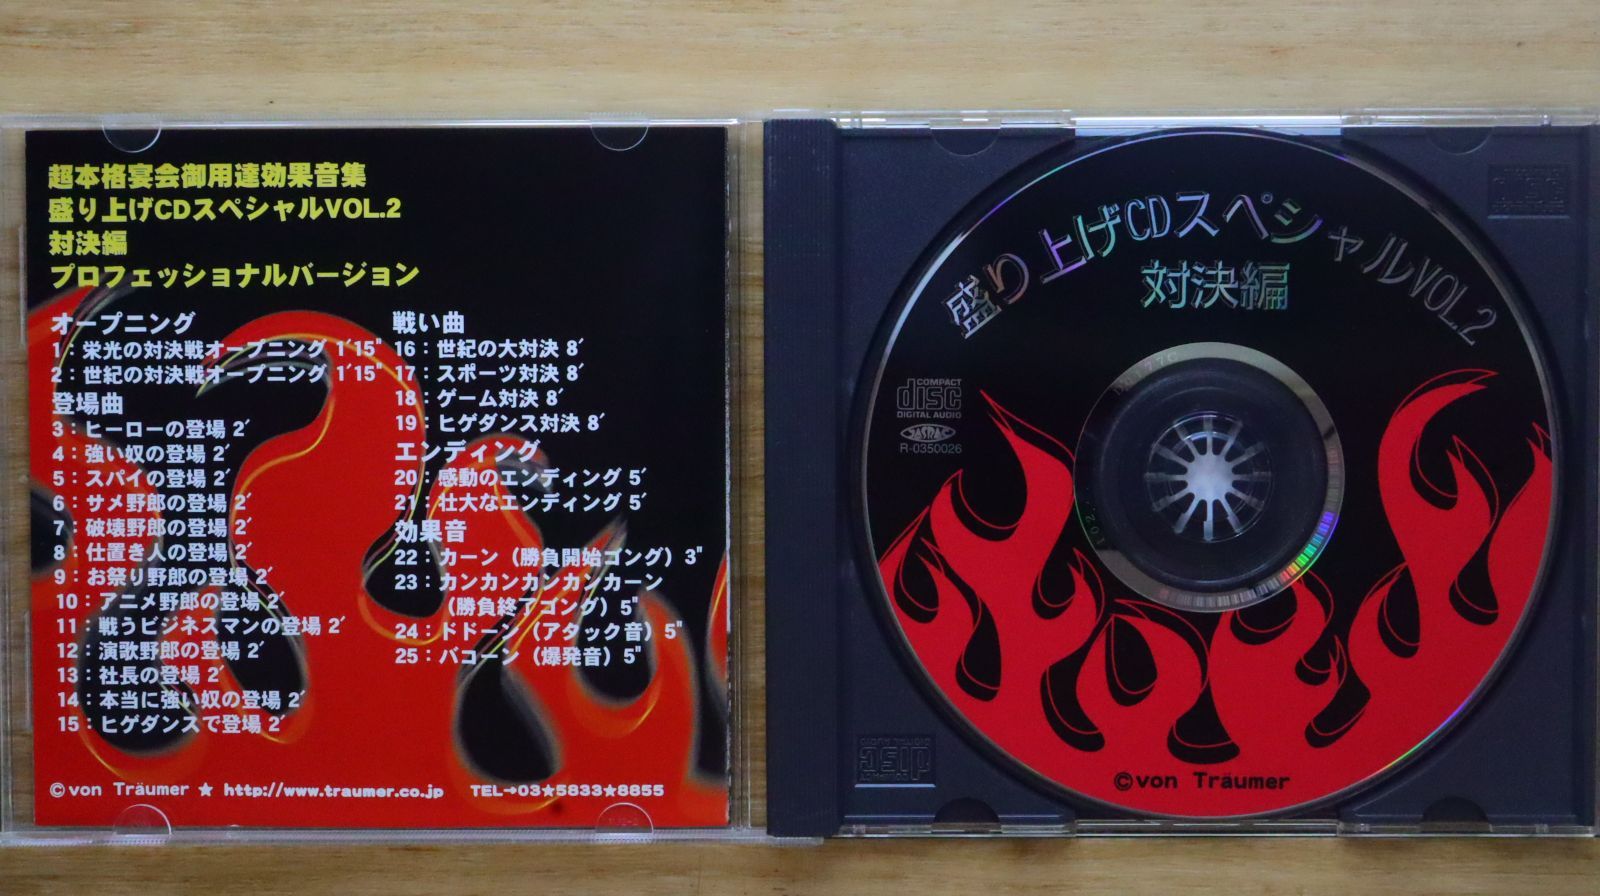 超本格宴会御用達効果音集
盛り上げCDスペシャルVOL.2
対決編
プロフェッショナルバージョン
オープニング
1：栄光の対決戦オープニング 1′15″
2：世紀の対決戦オープニング 1′15″
登場曲
3：ヒーローの登場 2′
4：強い奴の登場 2′
5：スパイの登場 2′
6：サメ野郎の登場 2′
7：破壊野郎の登場 2′
8：仕置き人の登場 2′
9：お祭り野郎の登場 2′
10：アニメ野郎の登場 2′
11：戦うビジネスマンの登場 2′
12：演歌野郎の登場 2′
13：社長の登場 2′
14：本当に強い奴の登場 2′
15：ヒゲダンスで登場 2′
戦い曲
16：世紀の大対決 8′
17：スポーツ対決 8′
18：ゲーム対決 8′
19：ヒゲダンス対決 8′
エンディング
20：感動のエンディング 5′
21：壮大なエンディング 5′
効果音
22：カーン（勝負開始ゴング）3″
23：カンカンカンカンカーン
（勝負終了ゴング）5″
24：ドドーン（アタック音）5″
25：バコーン（爆発音）5″
©von Träumer ★ http://www.traumer.co.jp TEL→03★5833★8855
盛り上げCDスペシャルVOL.2
対決編
COMPACT
disc
DIGITAL AUDIO
JASRAC
R-0350026
©von Träumer